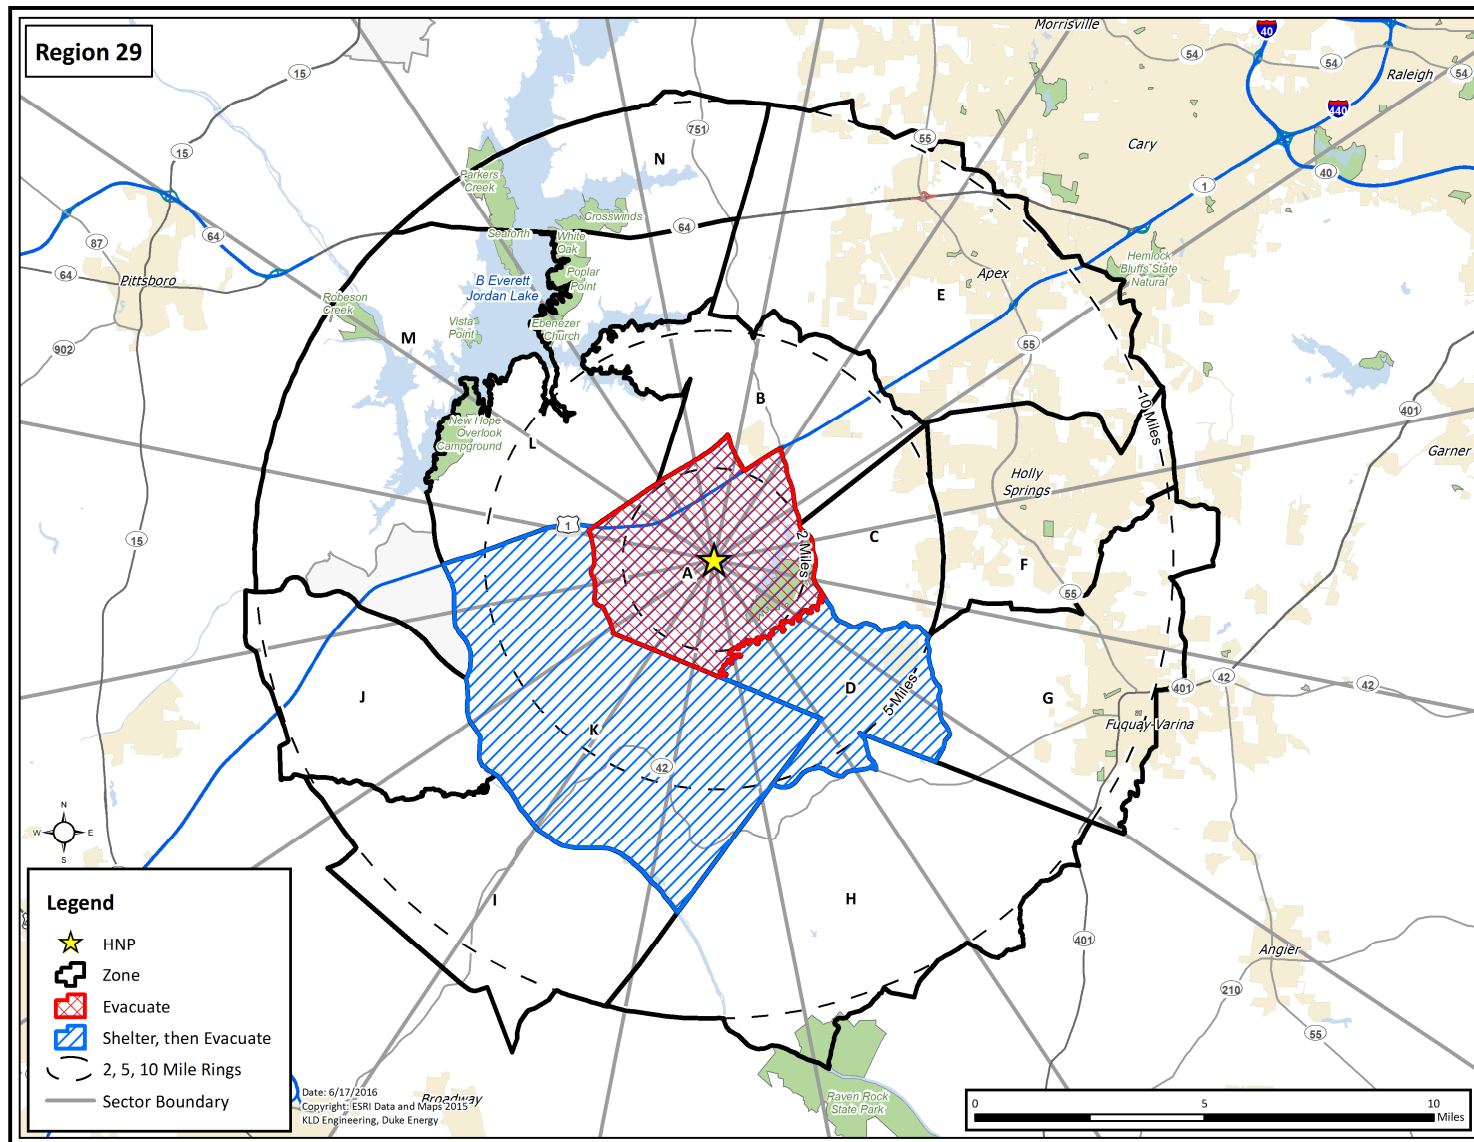 Region 29
Morrisville
40
54
54
54
Raleigh
440
15
751
55
Cary
15
N
40
Parkers
Creek
1
Crosswinds
64
87
64
Seaforth
White
Oak
Hemlock
Bluffs State
Natural
64
Pittsboro
B Everett
Jordan Lake
Poplar
Point
Apex
E
Robeson
Creek
Vista
Point
Ebenezer
Church
M
902
55
B
401
10 Miles
New Hope
Overlook
Campground
L
Garner
Holly
Springs
1
15
2 Miles
C
A
F
55
J
D
5 Miles
G
401
42
42
K
Fuquay-Varina
42
N
W
E
S
I
H
401
Angier
210
55
Legend
HNP
Zone
Evacuate
Shelter, then Evacuate
2, 5, 10 Mile Rings
Sector Boundary
Date: 6/17/2016
Copyright: ESRI Data and Maps 2015
KLD Engineering, Duke Energy
Broadway
Raven Rock
State Park
0
5
10
Miles